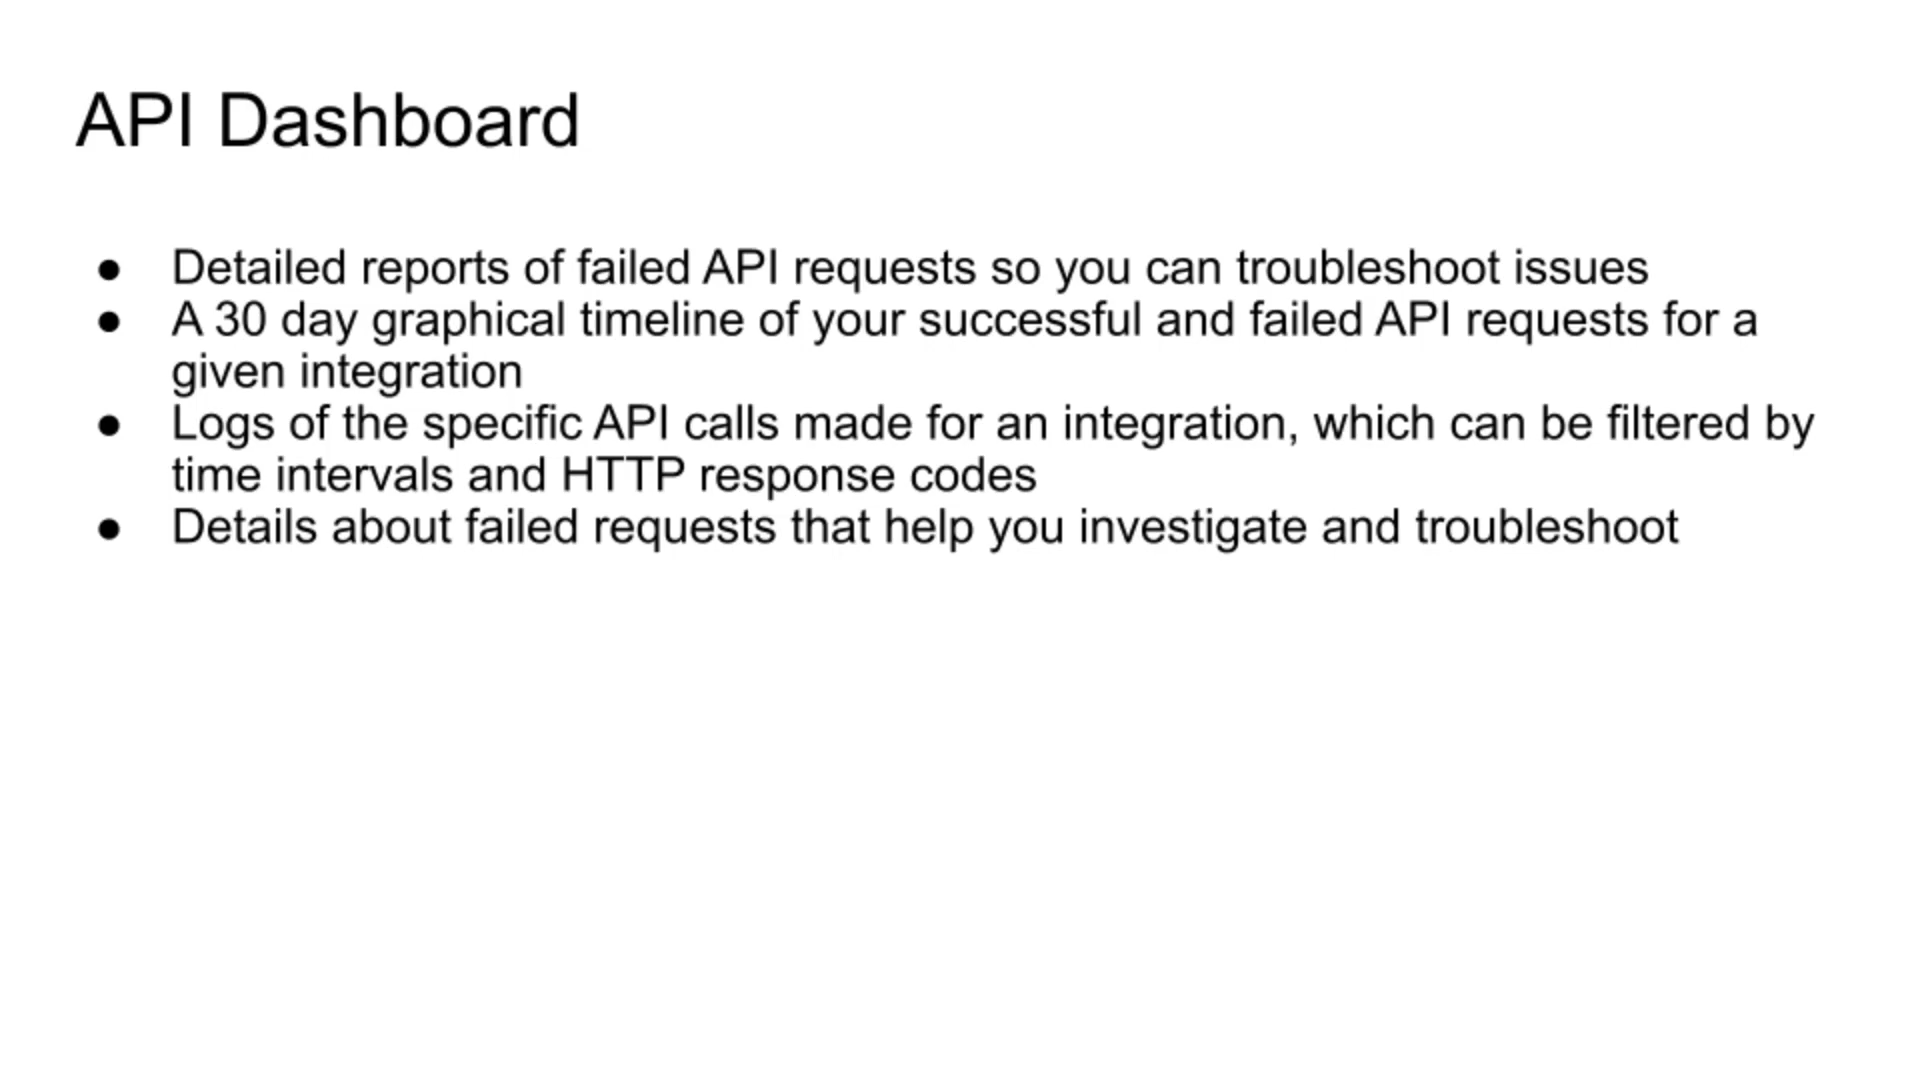 API Dashboard
● Detailed reports of failed API requests so you can troubleshoot issues
● A 30 day graphical timeline of your successful and failed API requests for a
given integration
● Logs of the specific API calls made for an integration, which can be filtered by
time intervals and HTTP response codes
● Details about failed requests that help you investigate and troubleshoot